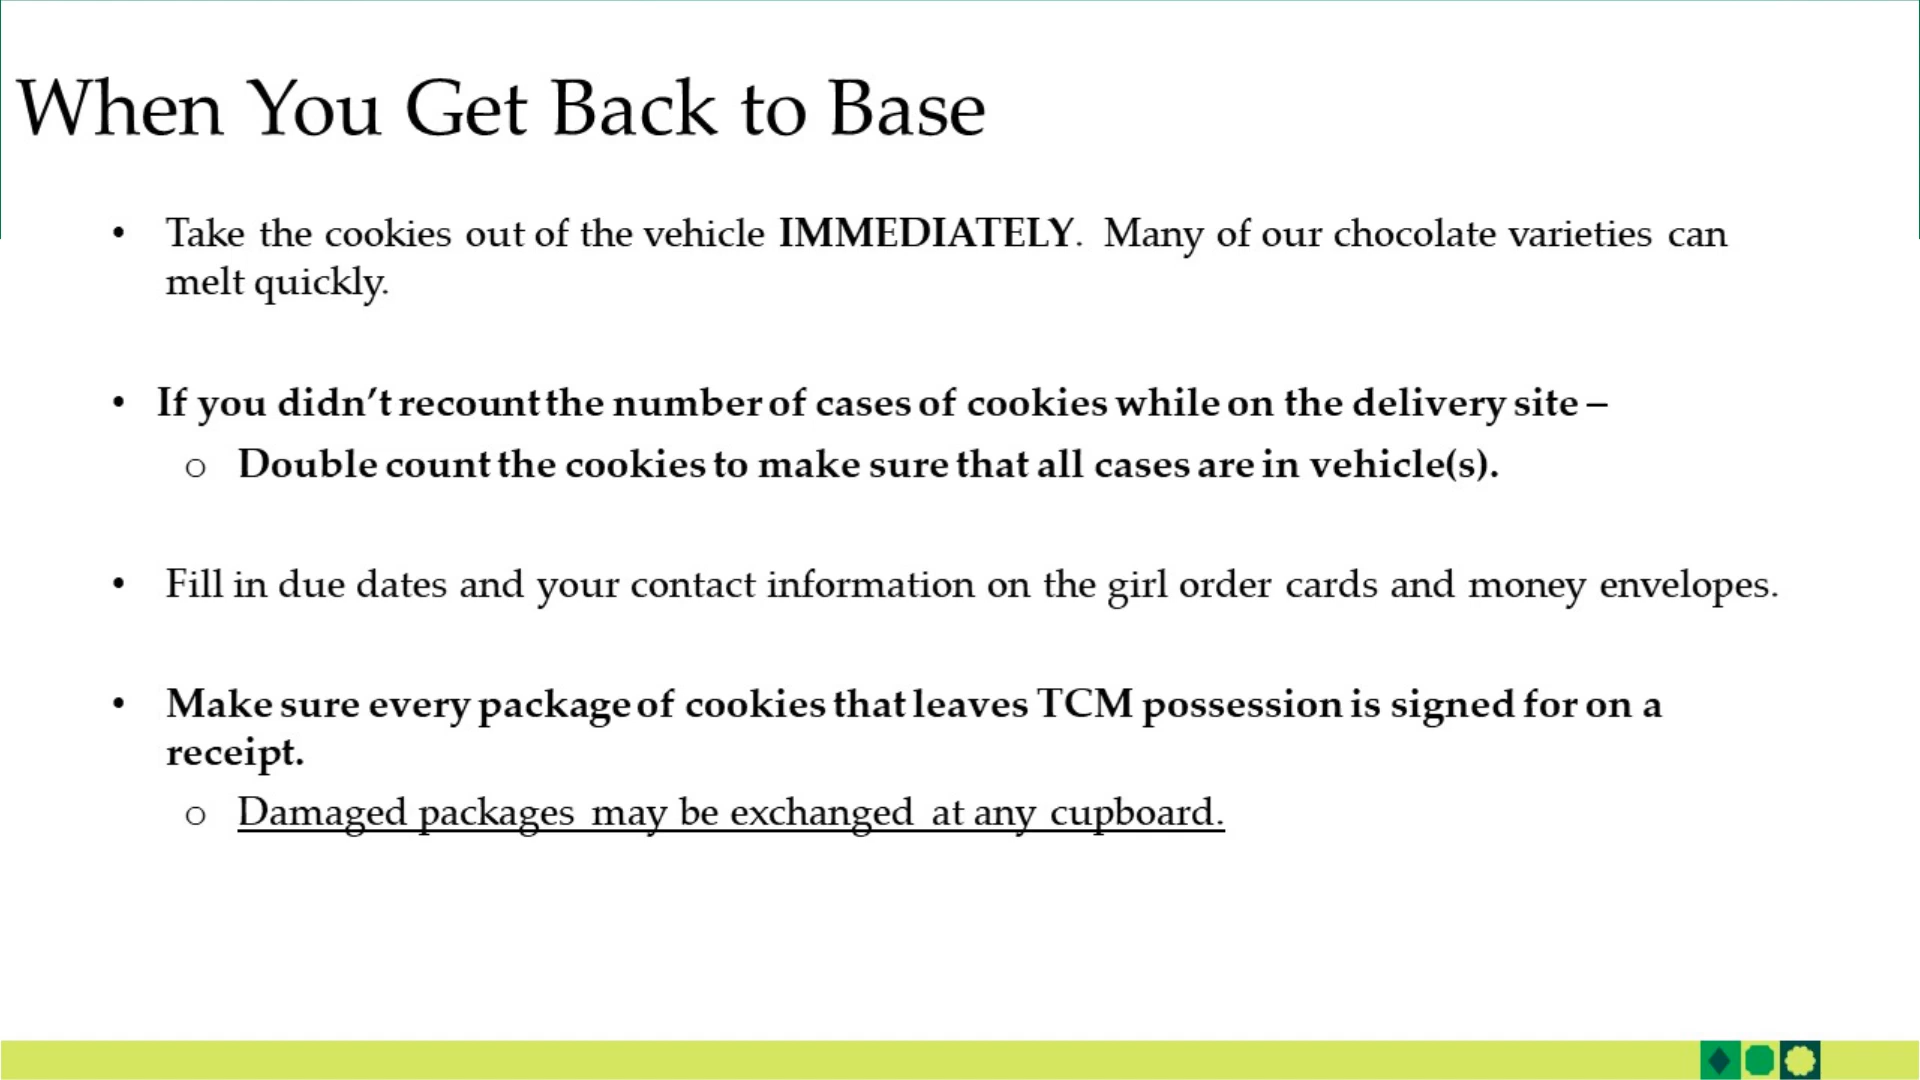 When You Get Back to Base
• Take the cookies out of the vehicle IMMEDIATELY. Many of our chocolate varieties can
melt quickly.
• If you didn’t recount the number of cases of cookies while on the delivery site –
o Double count the cookies to make sure that all cases are in vehicle(s).
• Fill in due dates and your contact information on the girl order cards and money envelopes.
• Make sure every package of cookies that leaves TCM possession is signed for on a
receipt.
o Damaged packages may be exchanged at any cupboard.